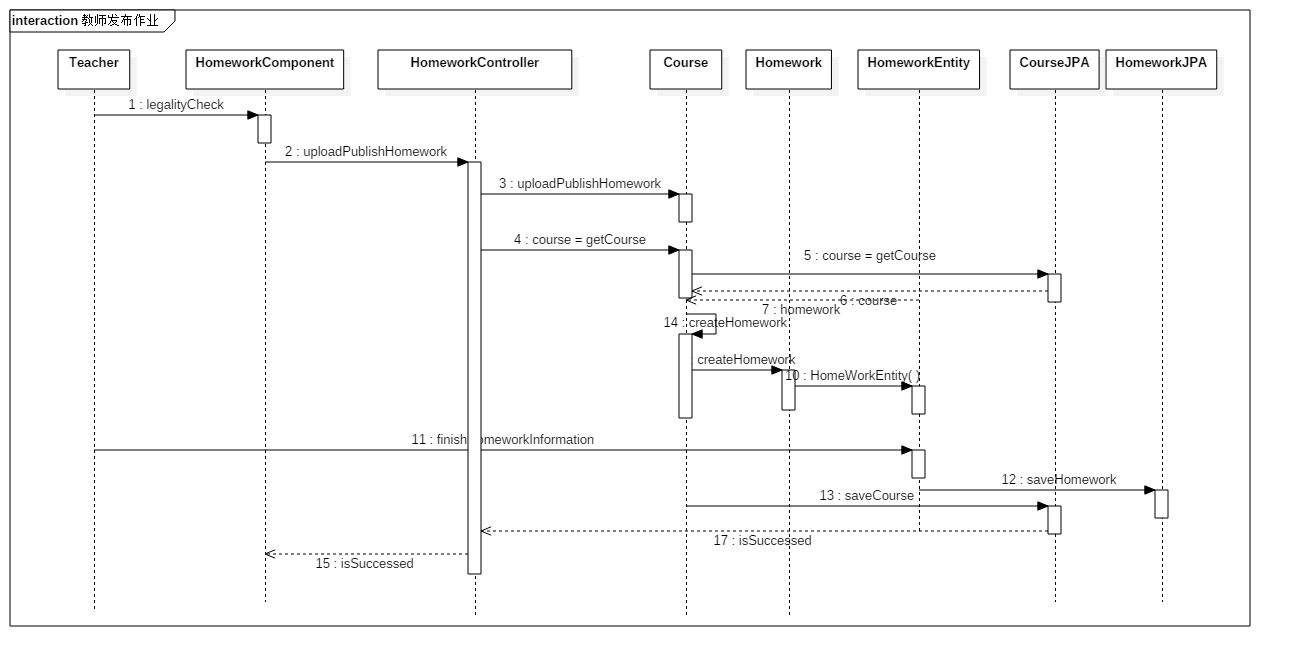 interaction 教师发布作业
Teacher
HomeworkComponent
HomeworkController
Course
Homework
HomeworkEntity
CourseJPA
HomeworkJPA
1 : legalityCheck
2 : uploadPublishHomework
3 : uploadPublishHomework
4 : course = getCourse
5 : course = getCourse
6 : course
7 : homework
14 : createHomework
createHomework
10 : HomeWorkEntity( )
11 : finishHomeworkInformation
12 : saveHomework
13 : saveCourse
17 : isSuccessed
15 : isSuccessed